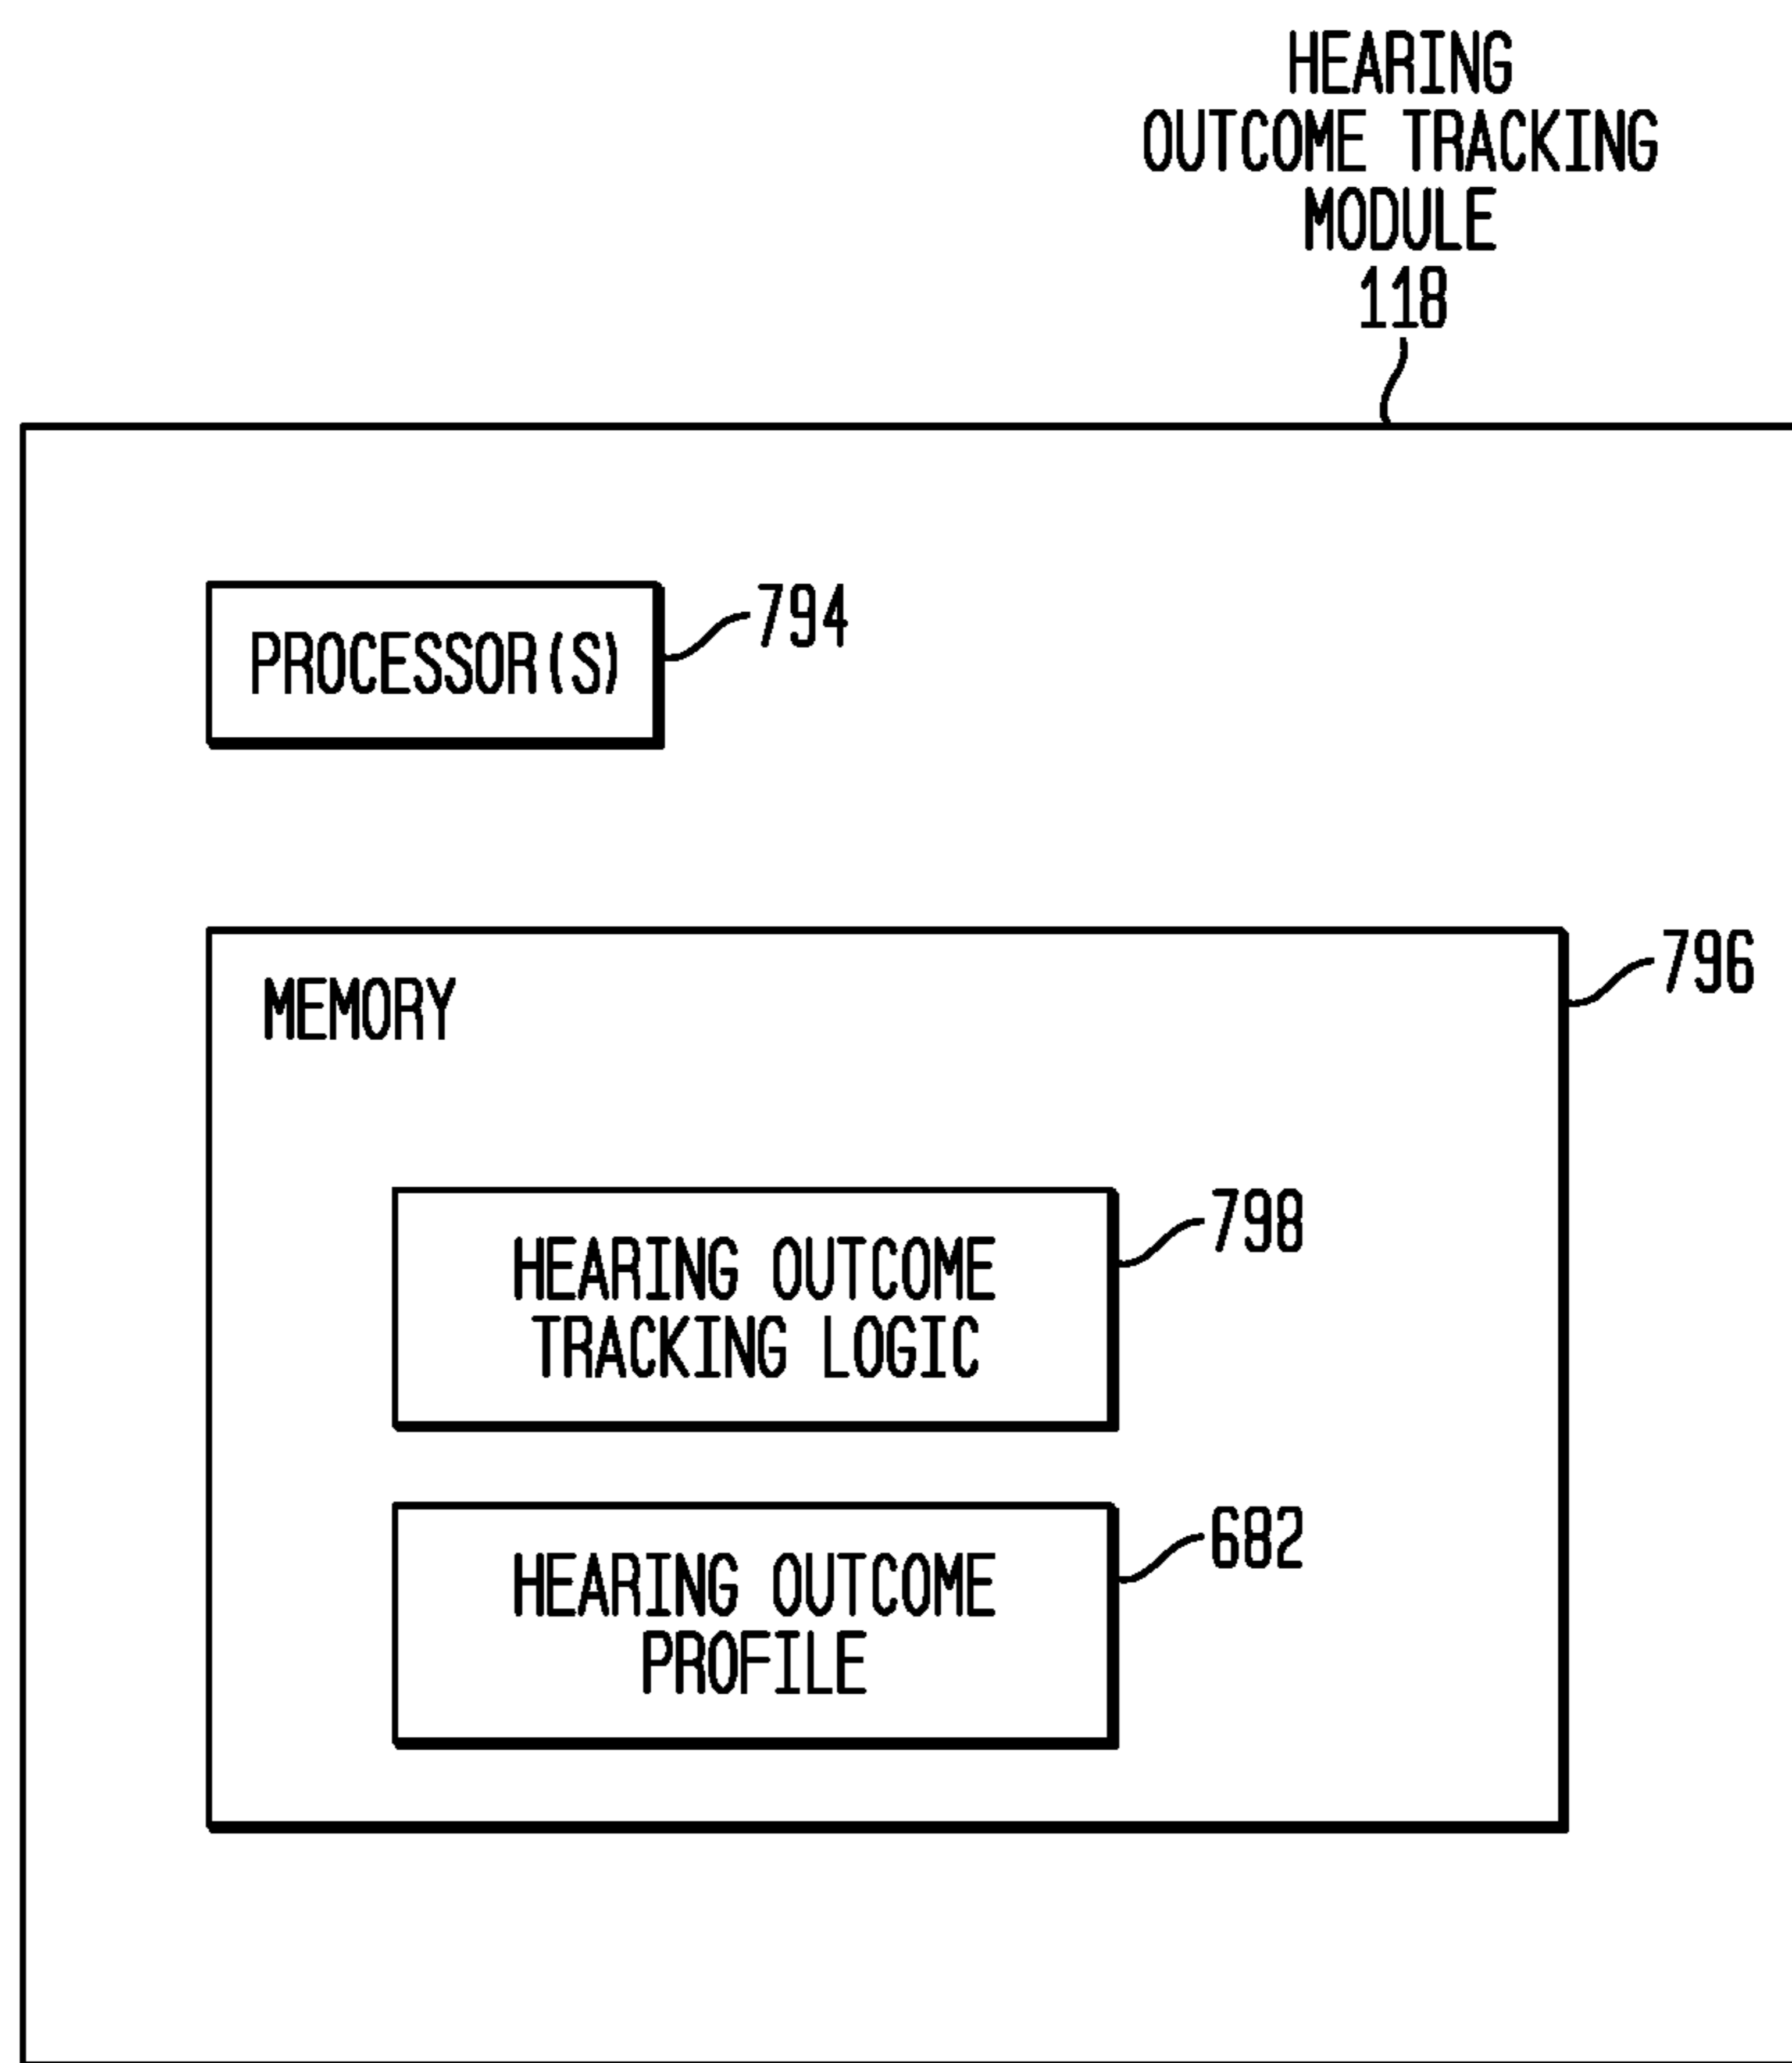 HEARING
OUTCOME TRACKING
MODULE
118
PROCESSOR(S)
794
796
MEMORY
798
HEARING OUTCOME
TRACKING LOGIC
682
HEARING OUTCOME
PROFILE